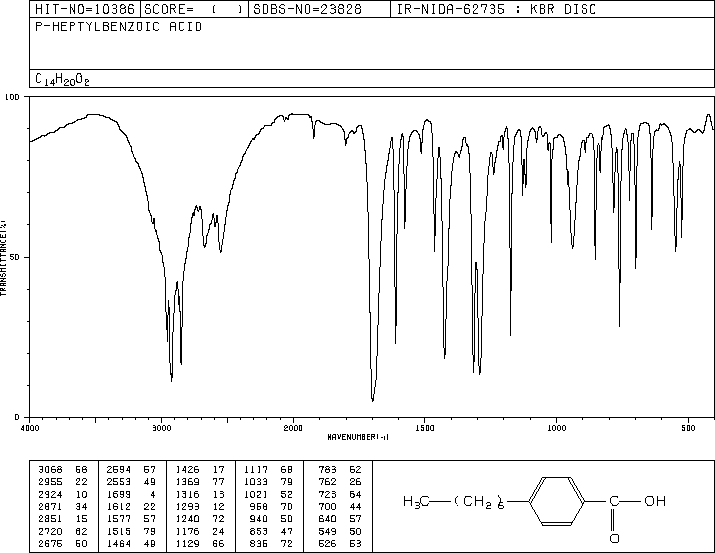 HIT-NO=10386 SCORE= ( ) SDBS-NO=23828 IR-NIDA-62735 : KBR DISC
P-HEPTYLBENZOIC ACID
C14H20O2
100
50
0
TRANSMITTANCE(%)
4000 3000 2000 1500 1000 500
WAVENUMBER(-1)
3068 58 2594 57 1426 17 1117 68 783 62
2955 22 2553 49 1369 77 1033 79 762 26
2924 10 1699 4 1316 13 1021 52 723 64
2871 34 1612 22 1293 12 958 70 700 44
2851 15 1577 57 1240 72 940 50 640 57
2720 62 1515 79 1176 24 853 47 549 50
2675 50 1464 49 1129 66 836 72 526 53
H3C (CH2)6 C OH
O